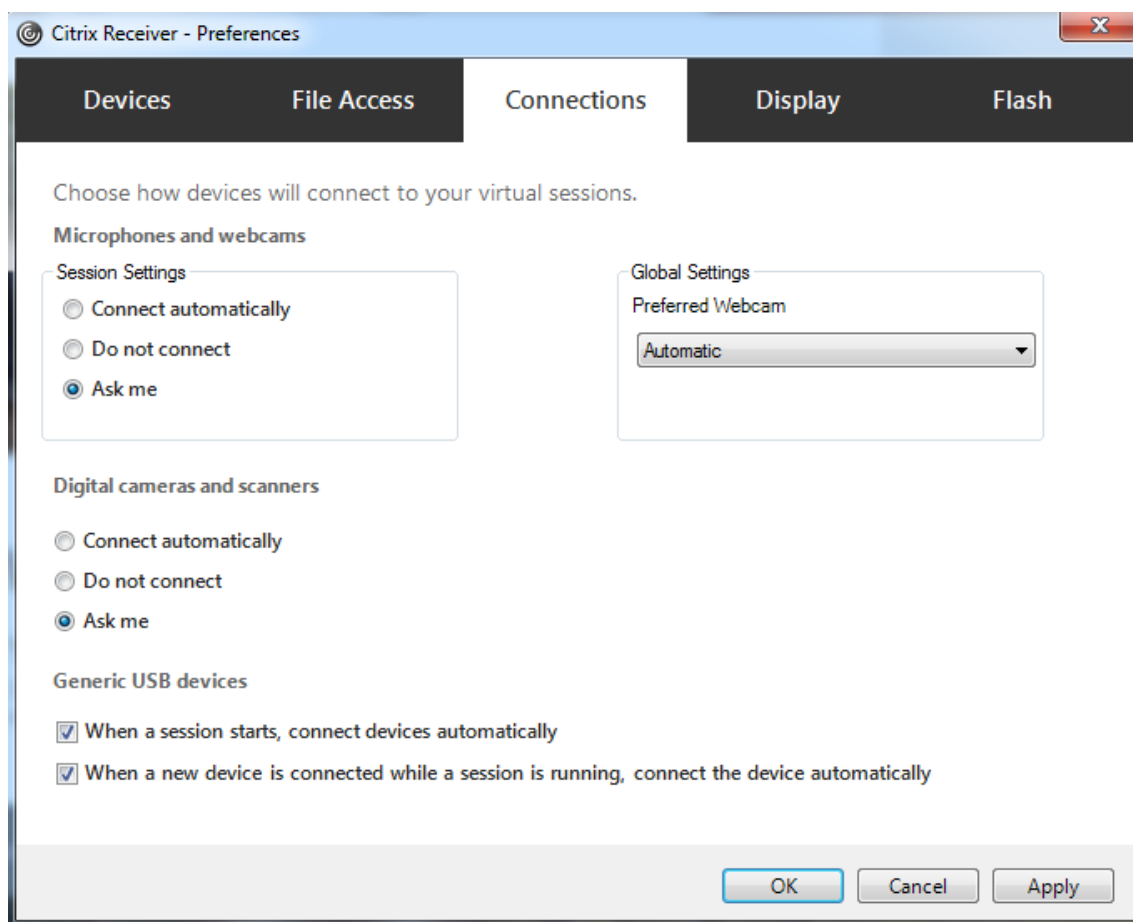 Citrix Receiver - Preferences
Devices File Access Connections Display Flash
Choose how devices will connect to your virtual sessions.
Microphones and webcams
Session Settings
Connect automatically
Do not connect
Ask me
Global Settings
Preferred Webcam
Automatic
Digital cameras and scanners
Connect automatically
Do not connect
Ask me
Generic USB devices
When a session starts, connect devices automatically
When a new device is connected while a session is running, connect the device automatically
OK Cancel Apply